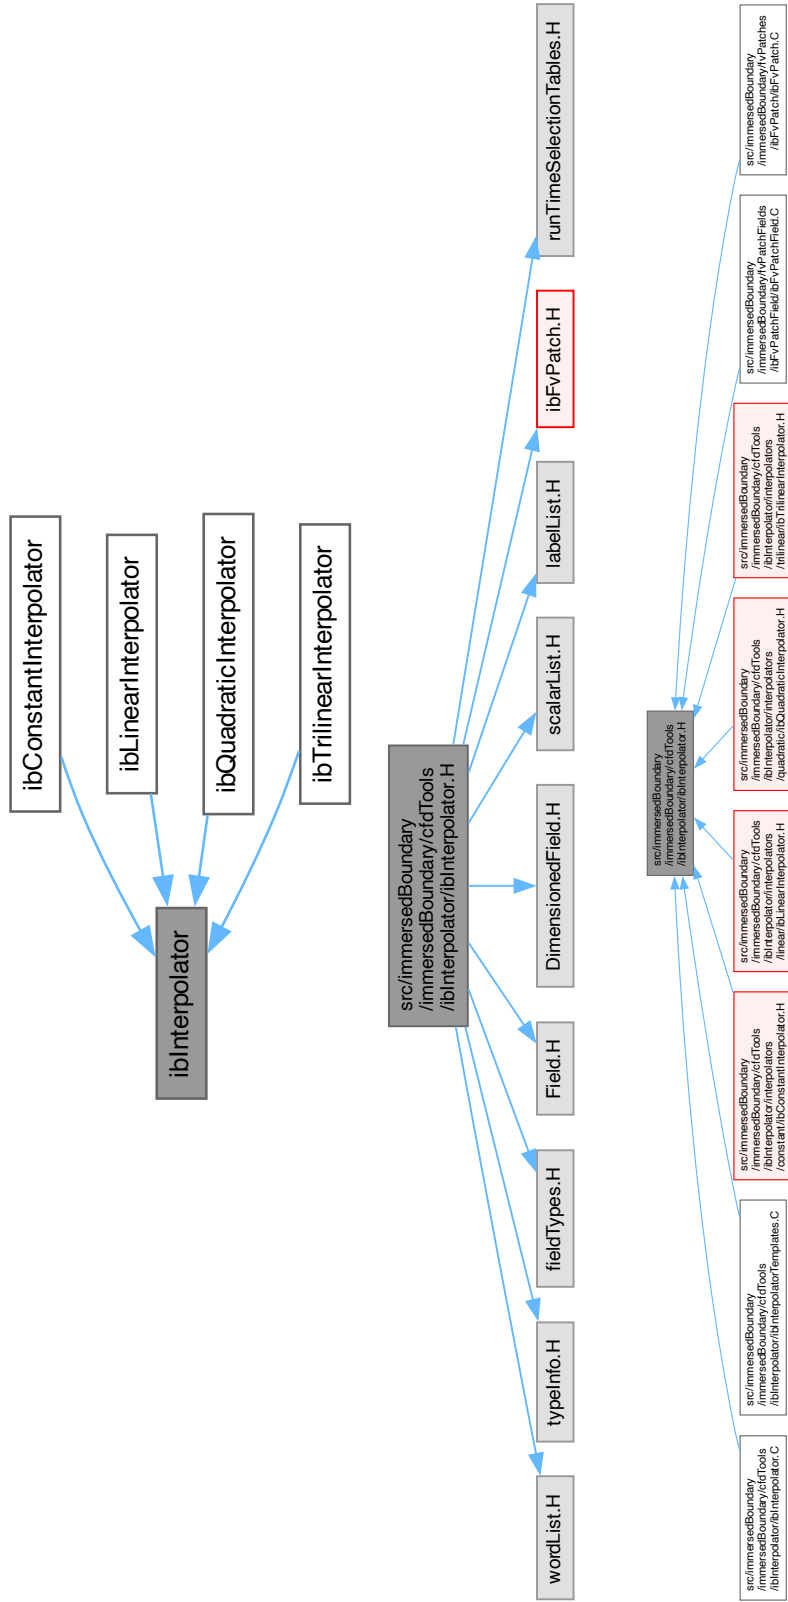 ibConstantInterpolator
ibLinearInterpolator
ibInterpolator
ibQuadraticInterpolator
ibTrilinearInterpolator
src/immersedBoundary
/immersedBoundary/cfdTools
/ibInterpolator/ibInterpolator.H
wordList.H
typeInfo.H
fieldTypes.H
Field.H
DimensionedField.H
scalarList.H
labelList.H
ibFvPatch.H
runTimeSelectionTables.H
src/immersedBoundary
/immersedBoundary/cfdTools
/ibInterpolator/ibInterpolator.H
src/immersedBoundary
/immersedBoundary/cfdTools
/ibInterpolator/ibInterpolator.C
src/immersedBoundary
/immersedBoundary/cfdTools
/ibInterpolator/ibInterpolatorTemplates.C
src/immersedBoundary
/immersedBoundary/cfdTools
/ibInterpolator/interpolators
/constant/ibConstantInterpolator.H
src/immersedBoundary
/immersedBoundary/cfdTools
/ibInterpolator/interpolators
/linear/ibLinearInterpolator.H
src/immersedBoundary
/immersedBoundary/cfdTools
/ibInterpolator/interpolators
/quadratic/ibQuadraticInterpolator.H
src/immersedBoundary
/immersedBoundary/cfdTools
/ibInterpolator/interpolators
/trilinear/ibTrilinearInterpolator.H
src/immersedBoundary
/immersedBoundary/fvPatchFields
/ibFvPatchField/ibFvPatchField.C
src/immersedBoundary
/immersedBoundary/fvPatches
/ibFvPatch/ibFvPatch.C